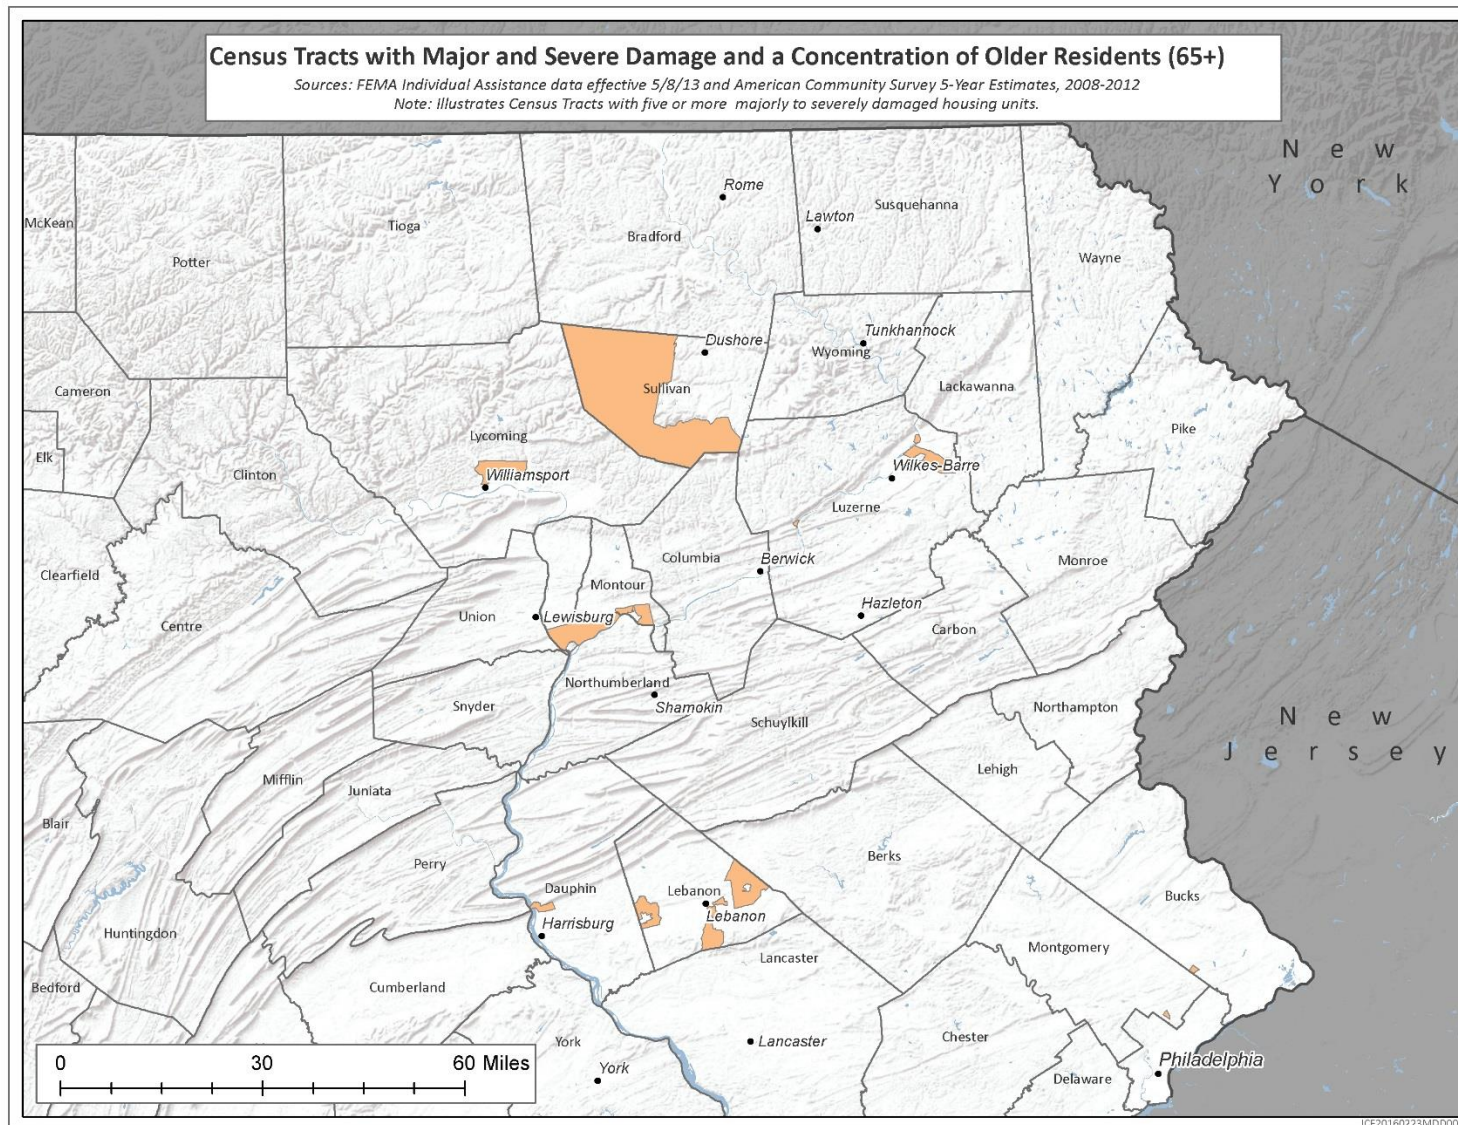 Census Tracts with Major and Severe Damage and a Concentration of Older Residents (65+)
Sources: FEMA Individual Assistance data effective 5/8/13 and American Community Survey 5-Year Estimates, 2008-2012
Note: Illustrates Census Tracts with five or more majorly to severely damaged housing units.
New
York
Rome
Lawton
Susquehanna
McKean
Tioga
Bradford
Potter
Wayne
Dushore
Tunkhannock
Wyoming
Cameron
Sullivan
Lackawanna
Lycoming
Pike
Elk
Clinton
Williamsport
Wilkes-Barre
Luzerne
Clearfield
Columbia
Berwick
Monroe
Montour
Centre
Union
Lewisburg
Hazleton
Carbon
Northumberland
Snyder
Shamokin
Schuylkill
Northampton
New
Jersey
Mifflin
Juniata
Lehigh
Blair
Perry
Berks
Dauphin
Lebanon
Bucks
Huntingdon
Harrisburg
Lebanon
Montgomery
Lancaster
Bedford
Cumberland
York
Lancaster
Chester
York
Delaware
Philadelphia
0 30 60 Miles